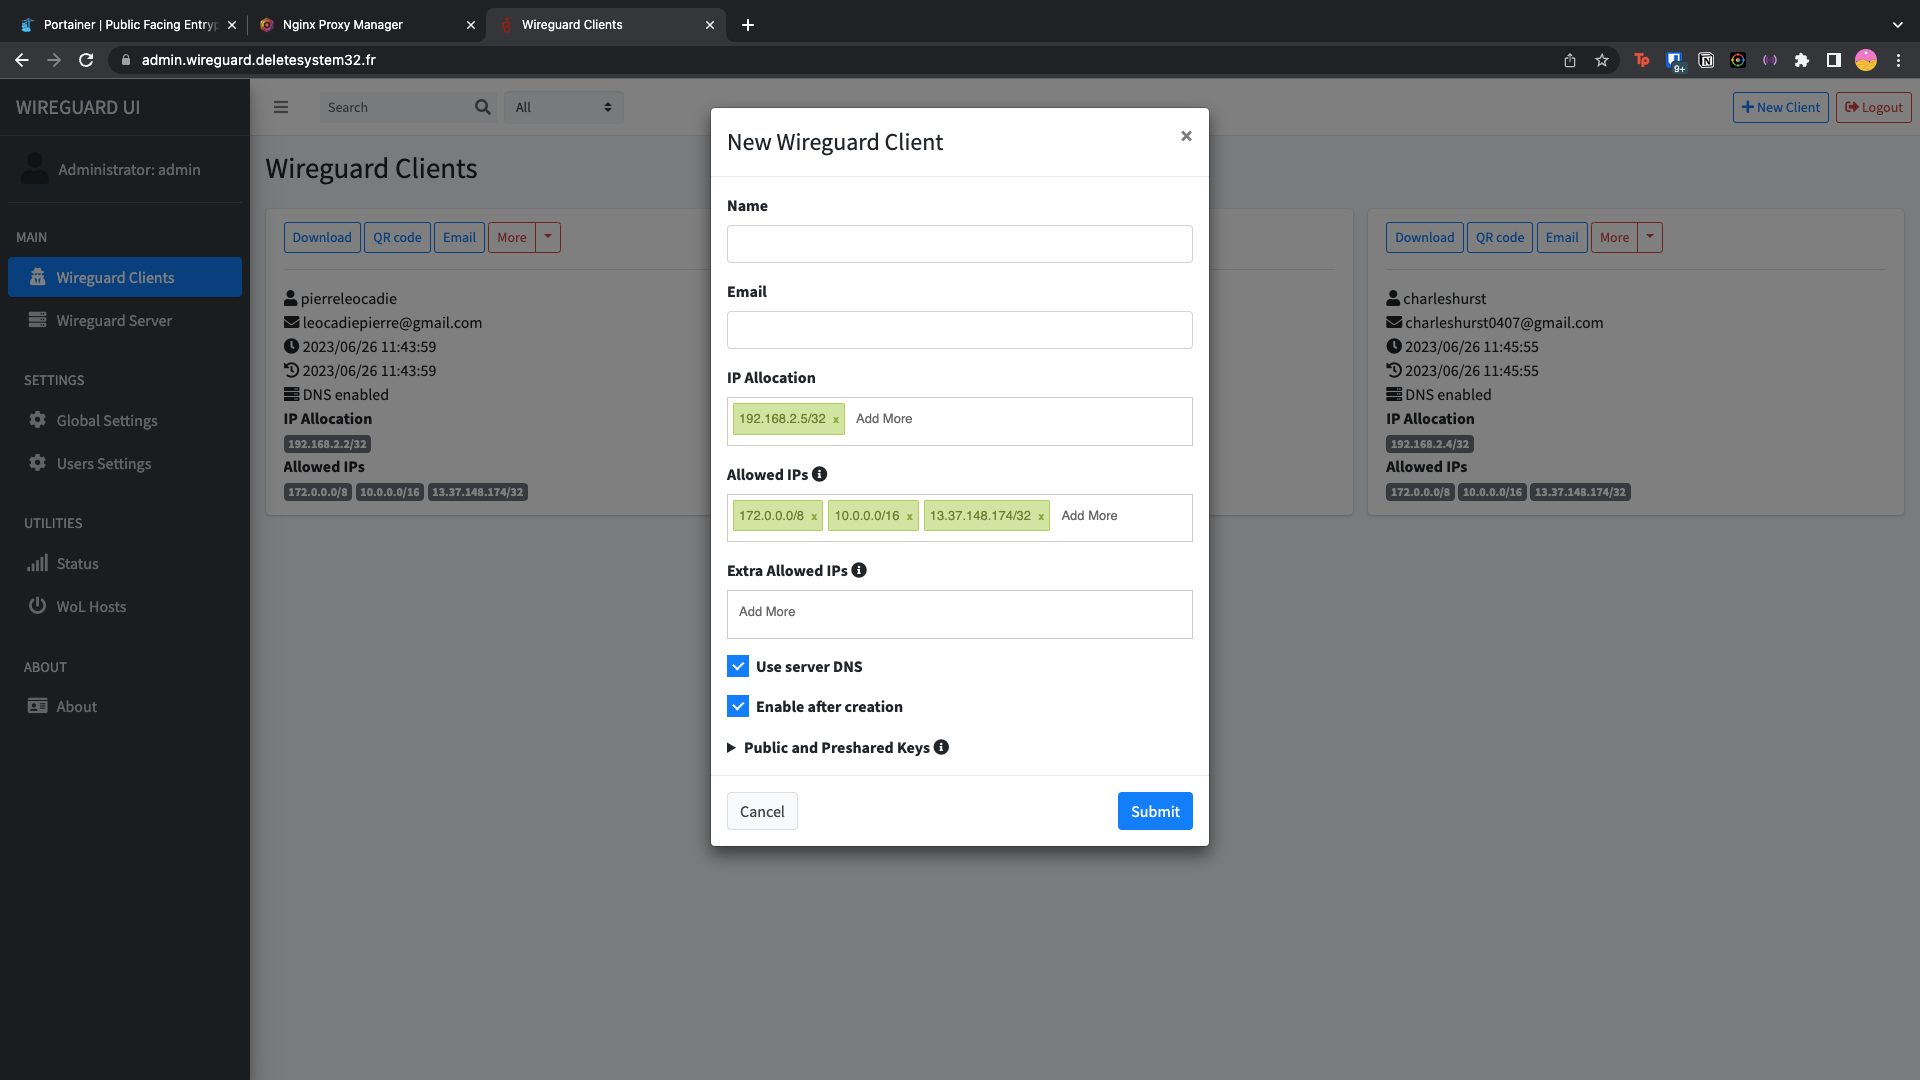 Portainer | Public Facing Entryp
Nginx Proxy Manager
Wireguard Clients
admin.wireguard.deletesystem32.fr
9+
WIREGUARD UI
Search
All
New Client
Logout
Administrator: admin
MAIN
Wireguard Clients
Wireguard Server
SETTINGS
Global Settings
Users Settings
UTILITIES
Status
WoL Hosts
ABOUT
About
Wireguard Clients
Download
QR code
Email
More
pierreleocadie
leocadiepierre@gmail.com
2023/06/26 11:43:59
2023/06/26 11:43:59
DNS enabled
IP Allocation
192.168.2.2/32
Allowed IPs
172.0.0.0/8 10.0.0.0/16 13.37.148.174/32
New Wireguard Client
×
Name
Email
IP Allocation
192.168.2.5/32 x Add More
Allowed IPs
172.0.0.0/8 x 10.0.0.0/16 x 13.37.148.174/32 x Add More
Extra Allowed IPs
Add More
Use server DNS
Enable after creation
Public and Preshared Keys
Cancel
Submit
Download
QR code
Email
More
charleshurst
charleshurst0407@gmail.com
2023/06/26 11:45:55
2023/06/26 11:45:55
DNS enabled
IP Allocation
192.168.2.4/32
Allowed IPs
172.0.0.0/8 10.0.0.0/16 13.37.148.174/32